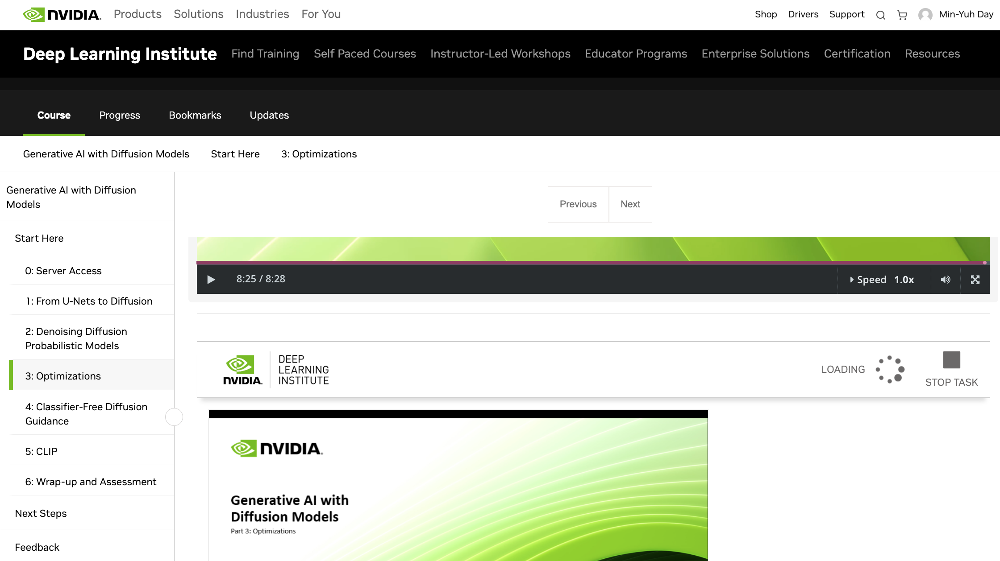 NVIDIA. Products Solutions Industries For You Shop Drivers Support Min-Yuh Day
Deep Learning Institute Find Training Self Paced Courses Instructor-Led Workshops Educator Programs Enterprise Solutions Certification Resources
Course Progress Bookmarks Updates
Generative AI with Diffusion Models Start Here 3: Optimizations
Generative AI with Diffusion
Models
Start Here
0: Server Access
1: From U-Nets to Diffusion
2: Denoising Diffusion
Probabilistic Models
3: Optimizations
4: Classifier-Free Diffusion
Guidance
5: CLIP
6: Wrap-up and Assessment
Next Steps
Feedback
Previous Next
8:25 / 8:28 Speed 1.0x
NVIDIA.
DEEP
LEARNING
INSTITUTE
LOADING
STOP TASK
NVIDIA.
Generative AI with
Diffusion Models
Part 3: Optimizations